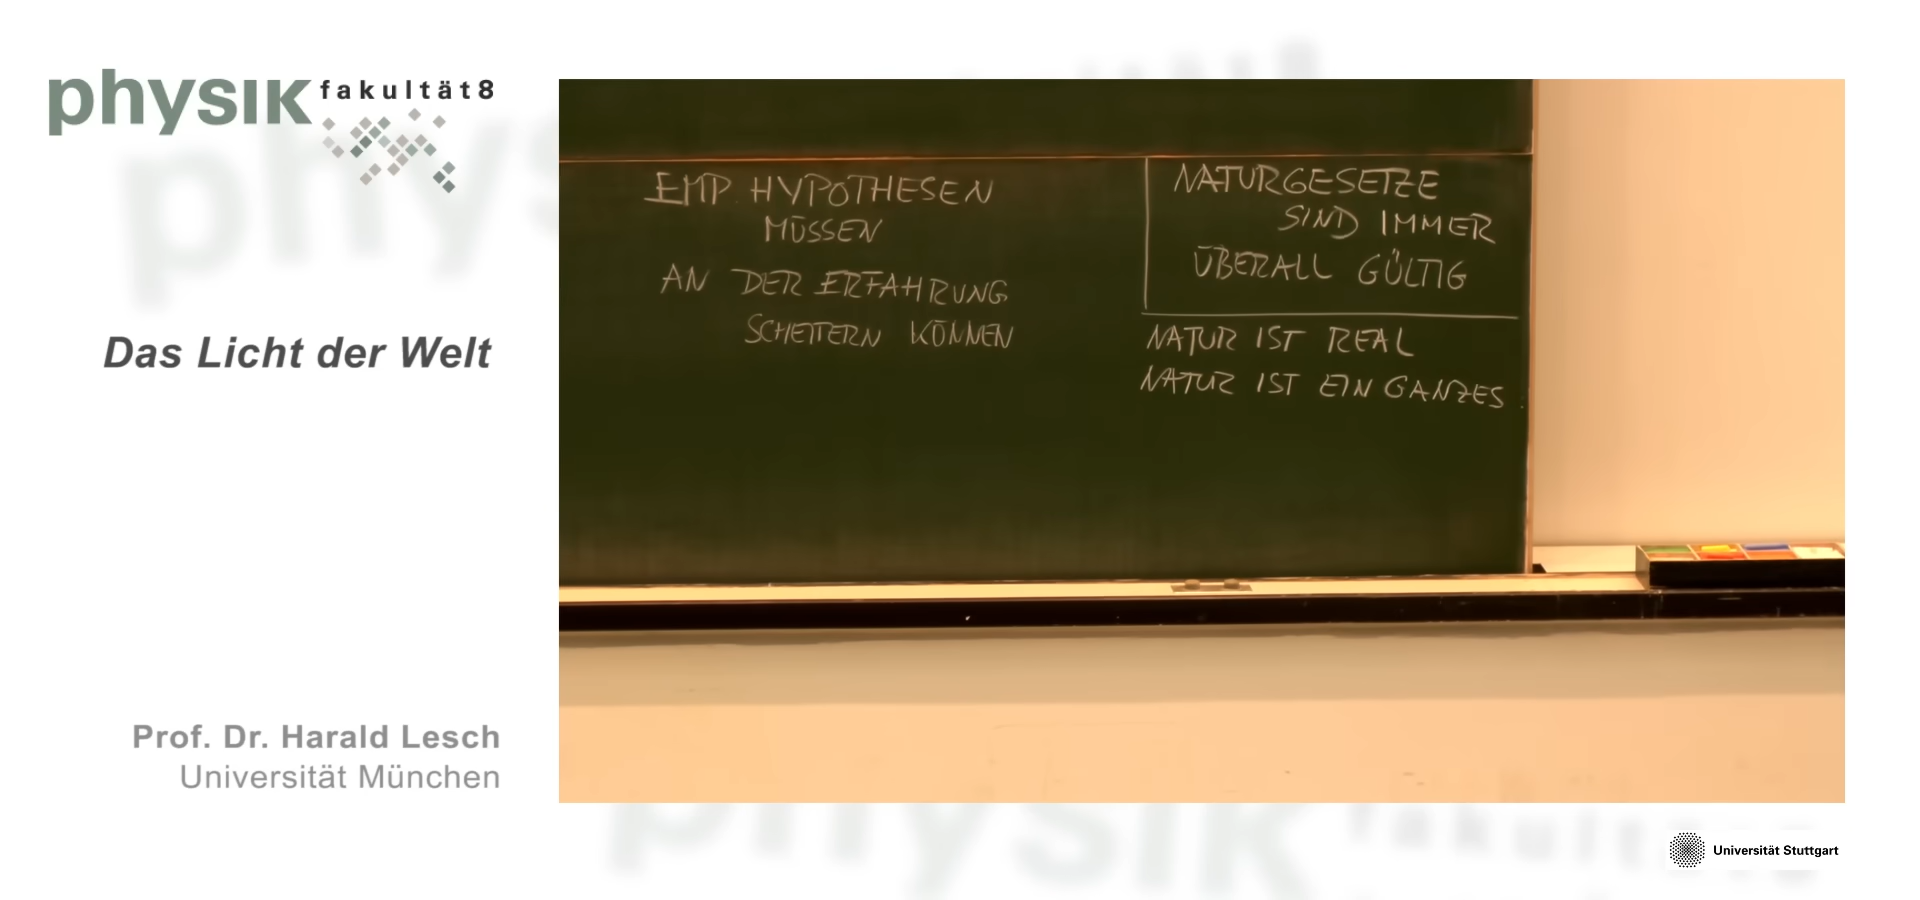 physik fakultät8
Das Licht der Welt
Prof. Dr. Harald Lesch
Universität München
EMP. HYPOTHESEN
MÜSSEN
AN DER ERFAHRUNG
SCHEITERN KÖNNEN
NATURGESETZE
SIND IMMER
ÜBERALL GÜLTIG
NATUR IST REAL
NATUR IST EIN GANZES.
Universität Stuttgart